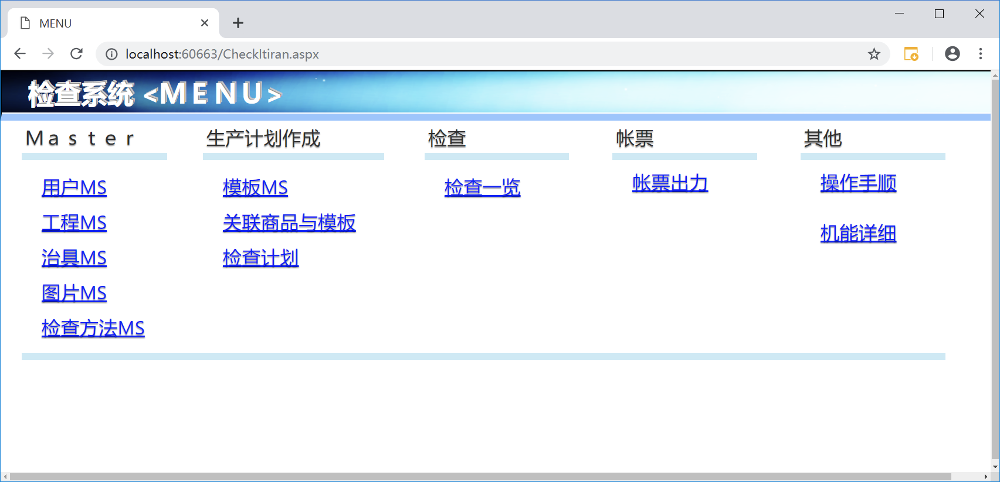 MENU
localhost:60663/CheckItiran.aspx
检查系统 <MENU>
Master
用户MS
工程MS
治具MS
图片MS
检查方法MS
生产计划作成
模板MS
关联商品与模板
检查计划
检查
检查一览
帐票
帐票出力
其他
操作手顺
机能详细